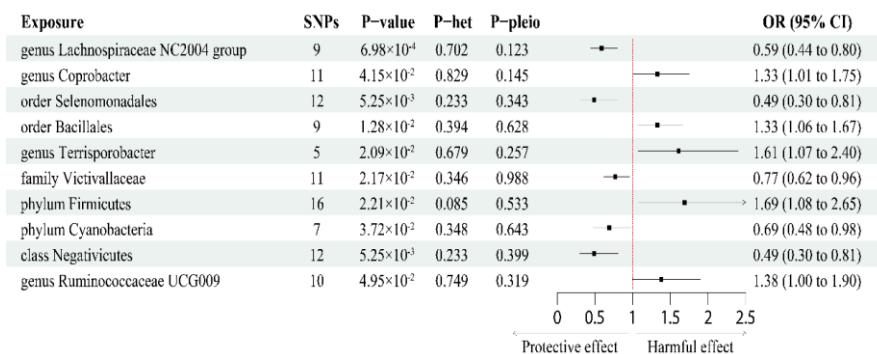 Exposure SNPs P-value P-het P-pleio OR (95% CI)
genus Lachnospiraceae NC2004 group 9 6.98×10⁻⁴ 0.702 0.123 0.59 (0.44 to 0.80)
genus Coprobacter 11 4.15×10⁻² 0.829 0.145 1.33 (1.01 to 1.75)
order Selenomonadales 12 5.25×10⁻³ 0.233 0.343 0.49 (0.30 to 0.81)
order Bacillales 9 1.28×10⁻² 0.394 0.628 1.33 (1.06 to 1.67)
genus Terrisporobacter 5 2.09×10⁻² 0.679 0.257 1.61 (1.07 to 2.40)
family Victivallaceae 11 2.17×10⁻² 0.346 0.988 0.77 (0.62 to 0.96)
phylum Firmicutes 16 2.21×10⁻² 0.085 0.533 1.69 (1.08 to 2.65)
phylum Cyanobacteria 7 3.72×10⁻² 0.348 0.643 0.69 (0.48 to 0.98)
class Negativicutes 12 5.25×10⁻³ 0.233 0.399 0.49 (0.30 to 0.81)
genus Ruminococcaceae UCG009 10 4.95×10⁻² 0.749 0.319 1.38 (1.00 to 1.90)
0 0.5 1 1.5 2 2.5
Protective effect Harmful effect